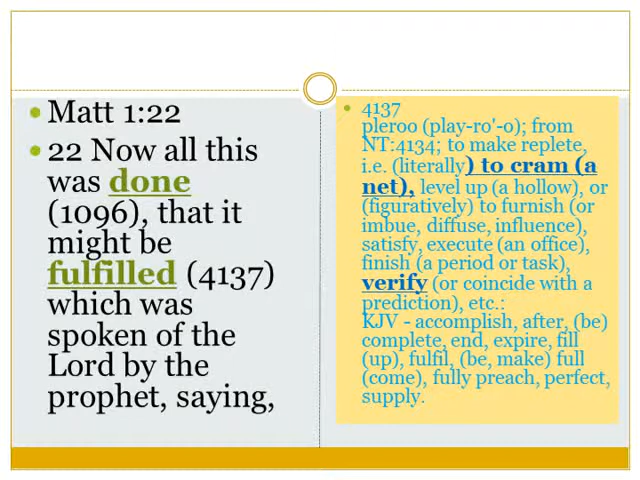 Matt 1:22
22 Now all this
was done
(1096), that it
might be
fulfilled (4137)
which was
spoken of the
Lord by the
prophet, saying,
4137
pleroo (play-ro'-o); from
NT:4134; to make replete,
i.e. (literally) to cram (a
net), level up (a hollow), or
(figuratively) to furnish (or
imbue, diffuse, influence),
satisfy, execute (an office),
finish (a period or task),
verify (or coincide with a
prediction), etc.:
KJV - accomplish, after, (be)
complete, end, expire, fill
(up), fulfil, (be, make) full
(come), fully preach, perfect,
supply.